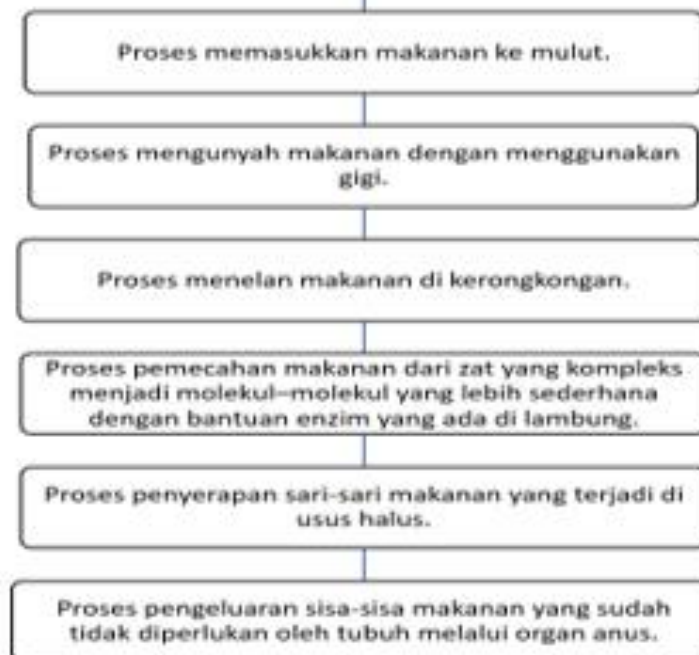 Proses memasukkan makanan ke mulut.
Proses mengunyah makanan dengan menggunakan
gigi.
Proses menelan makanan di kerongkongan.
Proses pemecahan makanan dari zat yang kompleks
menjadi molekul–molekul yang lebih sederhana
dengan bantuan enzim yang ada di lambung.
Proses penyerapan sari-sari makanan yang terjadi di
usus halus.
Proses pengeluaran sisa-sisa makanan yang sudah
tidak diperlukan oleh tubuh melalui organ anus.